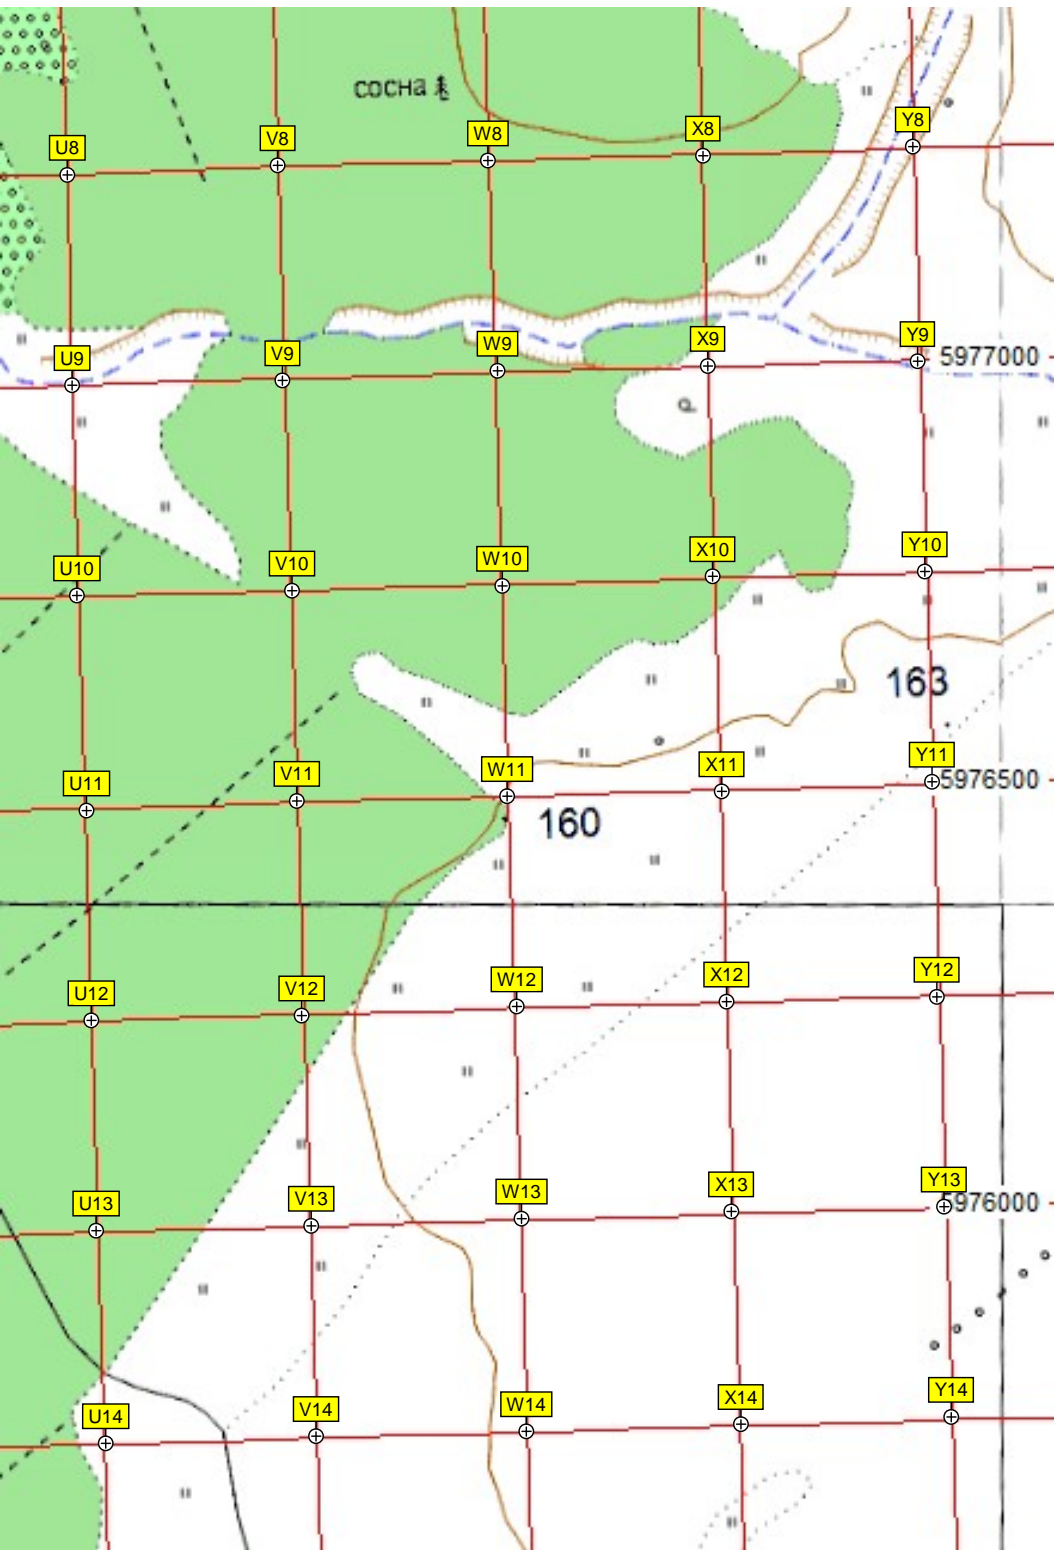 сосна
U8 V8 W8 X8 Y8
U9 V9 W9 X9 Y9
5977000
U10 V10 W10 X10 Y10
163
U11 V11 W11 X11 Y11
5976500
160
U12 V12 W12 X12 Y12
U13 V13 W13 X13 Y13
5976000
U14 V14 W14 X14 Y14